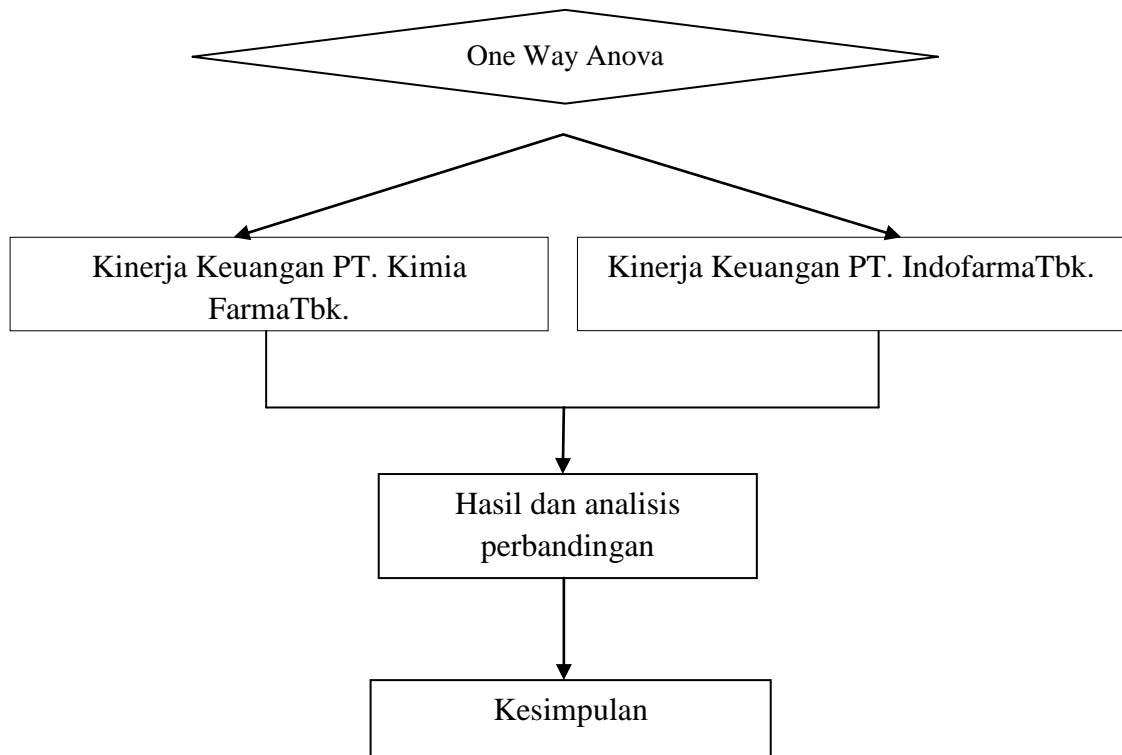 One Way Anova
Kinerja Keuangan PT. Kimia
FarmaTbk.
Kinerja Keuangan PT. IndofarmaTbk.
Hasil dan analisis
perbandingan
Kesimpulan